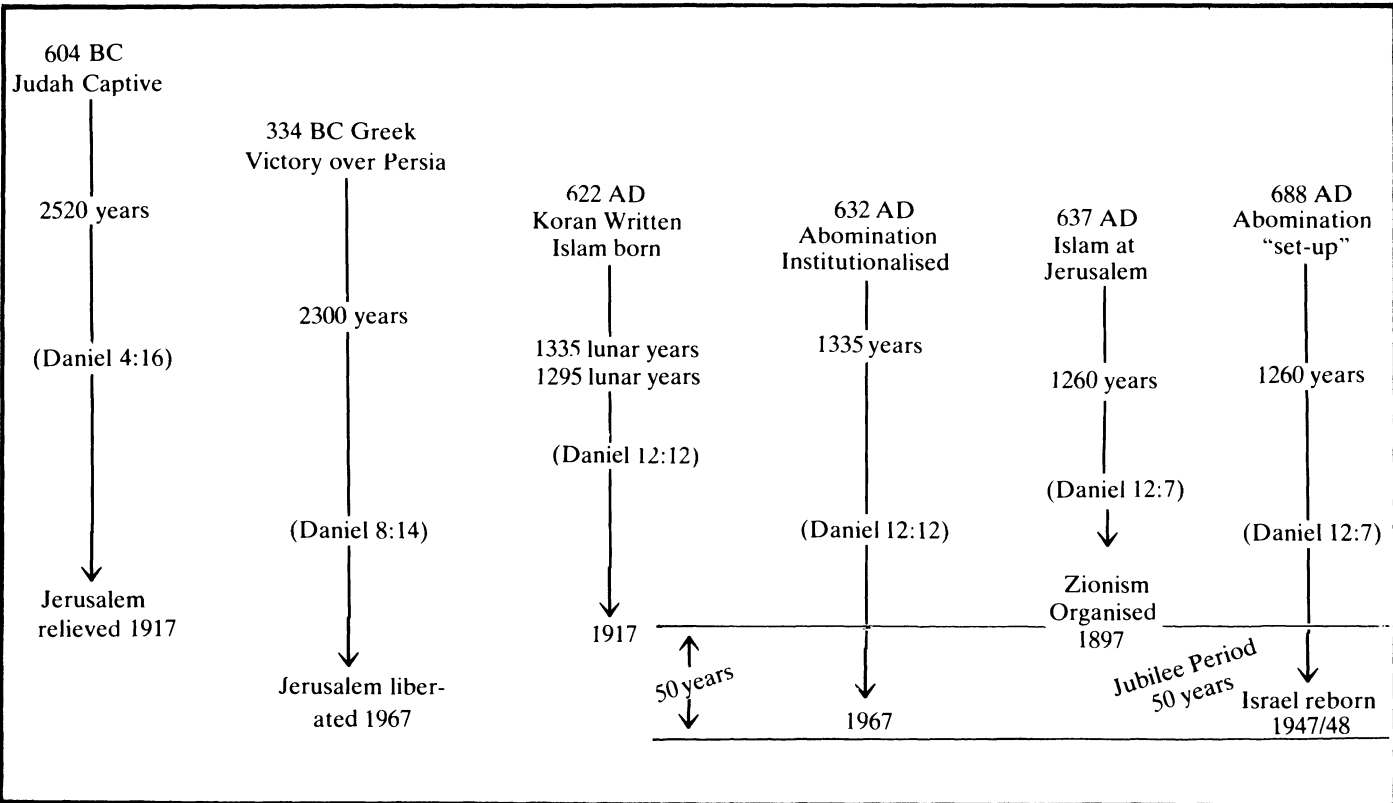 604 BC
Judah Captive
2520 years
(Daniel 4:16)
Jerusalem
relieved 1917
334 BC Greek
Victory over Persia
2300 years
(Daniel 8:14)
Jerusalem liber-
ated 1967
622 AD
Koran Written
Islam born
1335 lunar years
1295 lunar years
(Daniel 12:12)
1917
50 years
632 AD
Abomination
Institutionalised
1335 years
(Daniel 12:12)
1967
637 AD
Islam at
Jerusalem
1260 years
(Daniel 12:7)
Zionism
Organised
1897
Jubilee Period
50 years
688 AD
Abomination
“set-up”
1260 years
(Daniel 12:7)
Israel reborn
1947/48